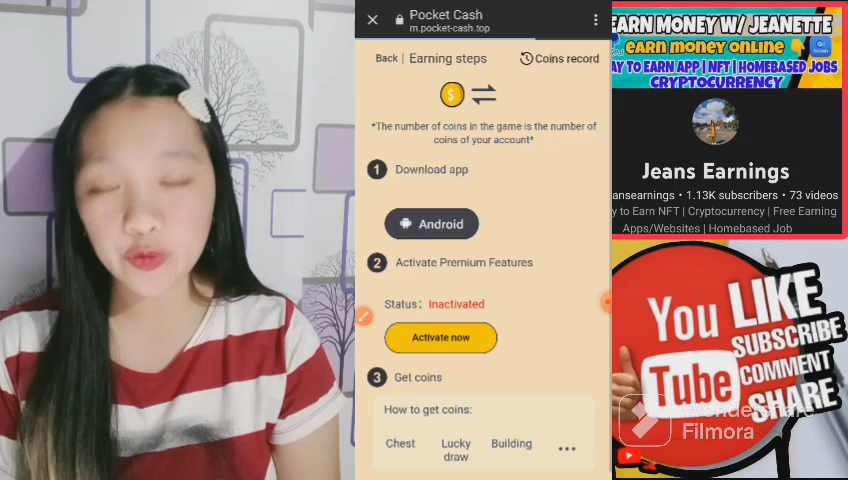 Pocket Cash
m.pocket-cash.top
Back | Earning steps
Coins record
$
*The number of coins in the game is the number
of coins of your account*
1 Download app
Android
2 Activate Premium Features
Status: Inactivated
Activate now
3 Get coins
How to get coins:
Chest
Lucky
draw
Building
...
EARN MONEY W/ JEANETTE
earn money online
AY TO EARN APP | NFT | HOMEBASED JOBS
CRYPTOCURRENCY
Jeans Earnings
ansearnings • 1.13K subscribers • 73 videos
y to Earn NFT | Cryptocurrency | Free Earning
Apps/Websites | Homebased Job
You
Tube
LIKE
SUBSCRIBE
COMMENT
SHARE
Wondershare
Filmora